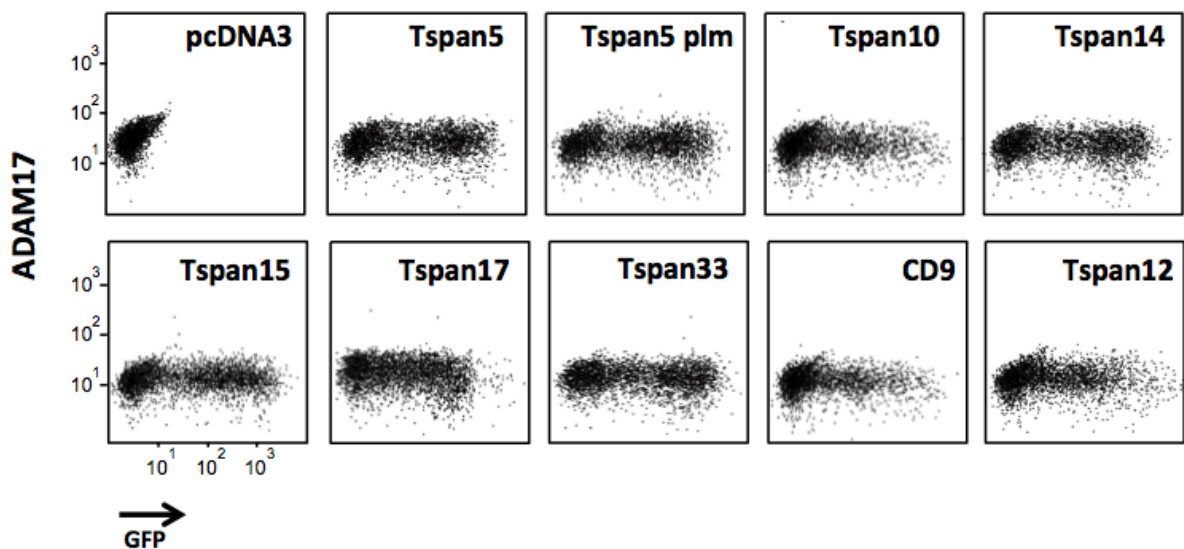 pcDNA3 Tspan5 Tspan5 plm Tspan10 Tspan14
10³
10²
10¹
ADAM17
Tspan15 Tspan17 Tspan33 CD9 Tspan12
10³
10²
10¹
10¹ 10² 10³
GFP